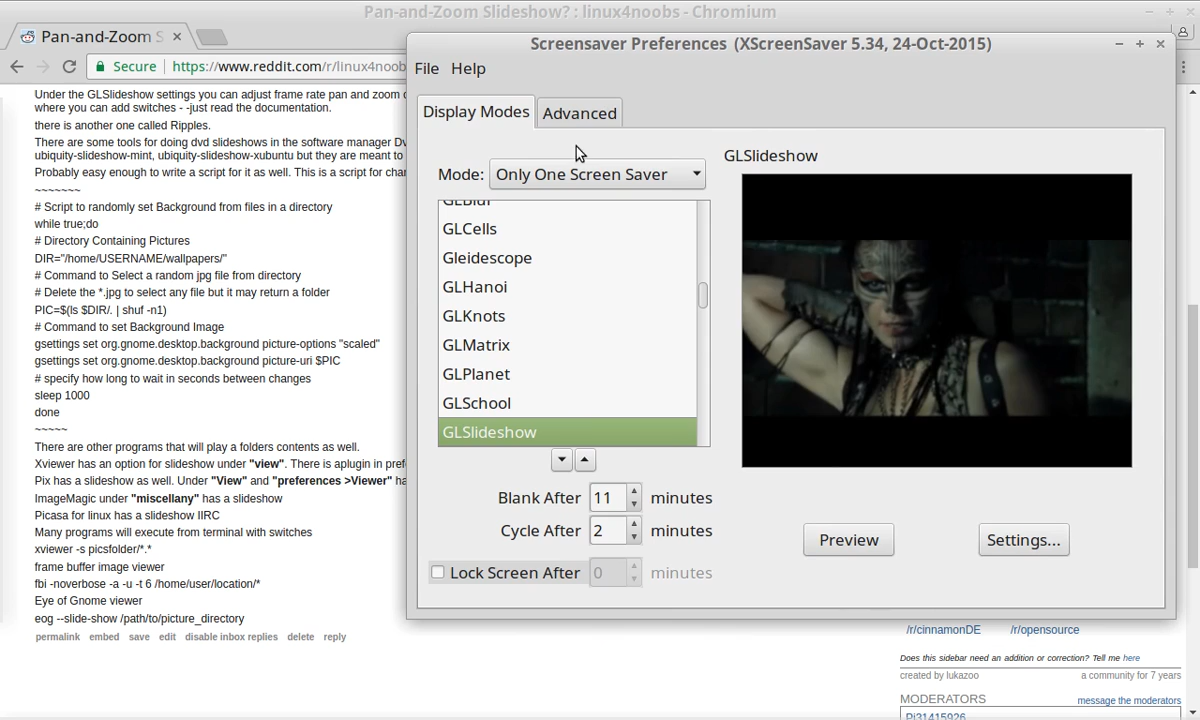 Pan-and-Zoom Slideshow? : linux4noobs - Chromium
Pan-and-Zoom S
Secure
https://www.reddit.com/r/linux4noob
Under the GLSlideshow settings you can adjust frame rate pan and zoom
where you can add switches - -just read the documentation.
there is another one called Ripples.
There are some tools for doing dvd slideshows in the software manager
ubiquity-slideshow-mint, ubiquity-slideshow-xubuntu but they are meant to
Probably easy enough to write a script for it as well. This is a script for
~~~~~~~
# Script to randomly set Background from files in a directory
while true;do
# Directory Containing Pictures
DIR="/home/USERNAME/wallpapers/"
# Command to Select a random jpg file from directory
# Delete the *.jpg to select any file but it may return a folder
PIC=$(ls $DIR/. | shuf -n1)
# Command to set Background Image
gsettings set org.gnome.desktop.background picture-options "scaled"
gsettings set org.gnome.desktop.background picture-uri $PIC
# specify how long to wait in seconds between changes
sleep 1000
done
~~~~~
There are other programs that will play a folders contents as well.
Xviewer has an option for slideshow under "view". There is aplugin in
Pix has a slideshow as well. Under "View" and "preferences >Viewer"
ImageMagic under "miscellany" has a slideshow
Picasa for linux has a slideshow IIRC
Many programs will execute from terminal with switches
xviewer -s picsfolder/*.*
frame buffer image viewer
fbi -noverbose -a -u -t 6 /home/user/location/*
Eye of Gnome viewer
eog --slide-show /path/to/picture_directory
permalink embed save edit disable inbox replies delete reply
Screensaver Preferences (XScreenSaver 5.34, 24-Oct-2015)
File Help
Display Modes Advanced
Mode: Only One Screen Saver
GLBlur
GLCells
Gleidescope
GLHanoi
GLKnots
GLMatrix
GLPlanet
GLSchool
GLSlideshow
Blank After 11 minutes
Cycle After 2 minutes
Lock Screen After 0 minutes
GLSlideshow
Preview Settings...
/r/cinnamonDE /r/opensource
Does this sidebar need an addition or correction? Tell me here
created by lukazoo a community for 7 years
MODERATORS message the moderators
Pi31415926